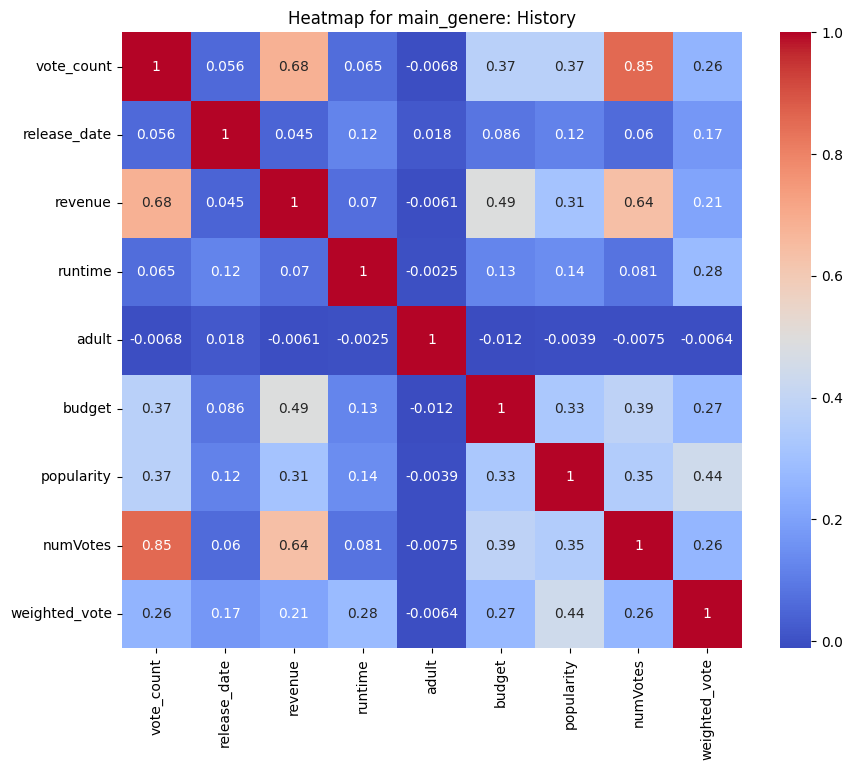 Heatmap for main_genere: History
vote_count 1 0.056 0.68 0.065 -0.0068 0.37 0.37 0.85 0.26
release_date 0.056 1 0.045 0.12 0.018 0.086 0.12 0.06 0.17
revenue 0.68 0.045 1 0.07 -0.0061 0.49 0.31 0.64 0.21
runtime 0.065 0.12 0.07 1 -0.0025 0.13 0.14 0.081 0.28
adult -0.0068 0.018 -0.0061 -0.0025 1 -0.012 -0.0039 -0.0075 -0.0064
budget 0.37 0.086 0.49 0.13 -0.012 1 0.33 0.39 0.27
popularity 0.37 0.12 0.31 0.14 -0.0039 0.33 1 0.35 0.44
numVotes 0.85 0.06 0.64 0.081 -0.0075 0.39 0.35 1 0.26
weighted_vote 0.26 0.17 0.21 0.28 -0.0064 0.27 0.44 0.26 1
vote_count release_date revenue runtime adult budget popularity numVotes weighted_vote
1.0
0.8
0.6
0.4
0.2
0.0